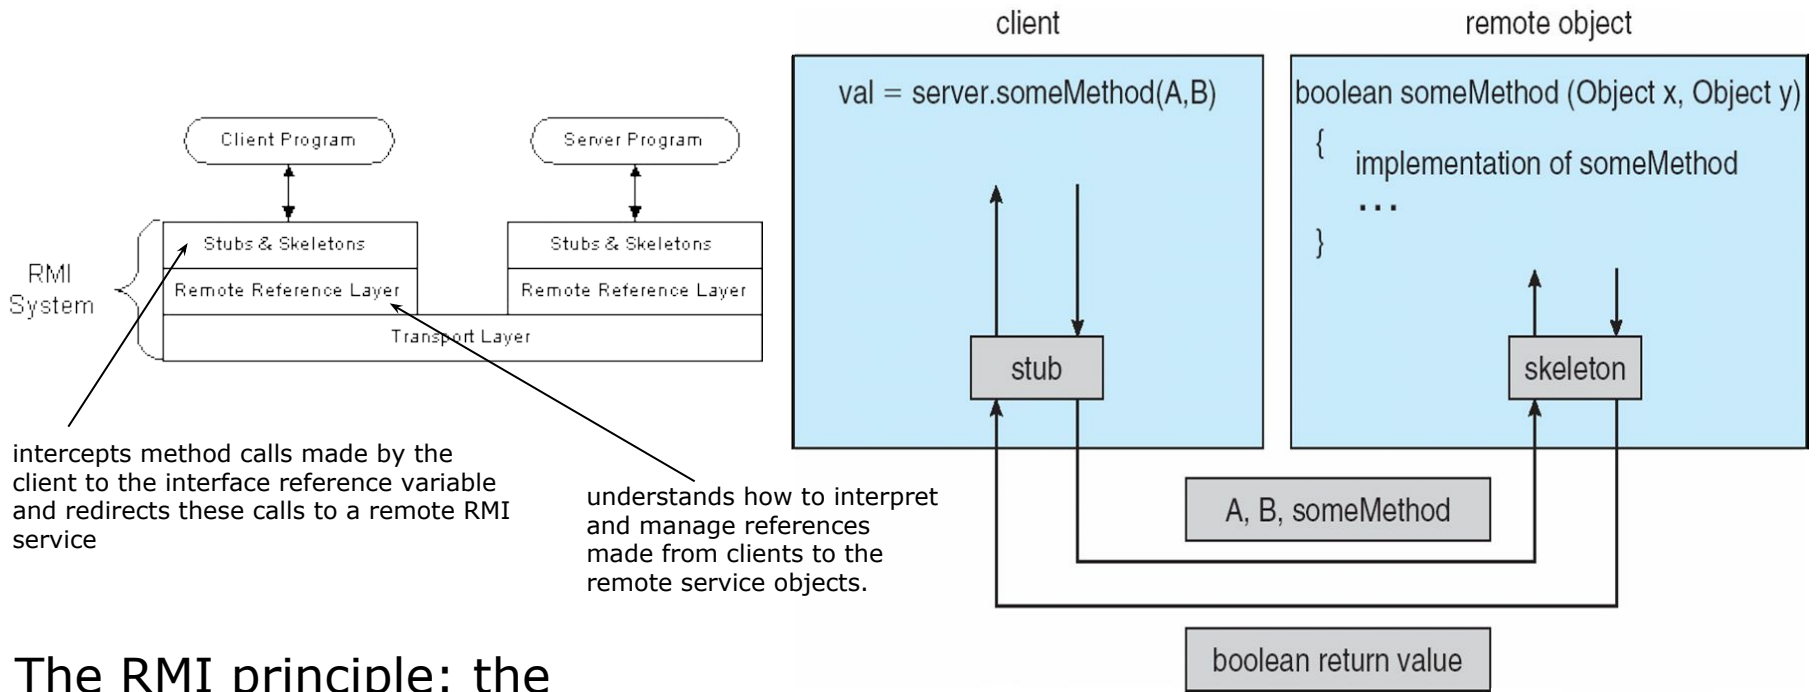 Client Program
Server Program
RMI
System
Stubs & Skeletons
Stubs & Skeletons
Remote Reference Layer
Remote Reference Layer
Transport Layer
intercepts method calls made by the
client to the interface reference variable
and redirects these calls to a remote RMI
service
understands how to interpret
and manage references
made from clients to the
remote service objects.
client
val = server.someMethod(A,B)
stub
remote object
boolean someMethod (Object x, Object y)
{
implementation of someMethod
...
}
skeleton
A, B, someMethod
boolean return value
The RMI principle: the